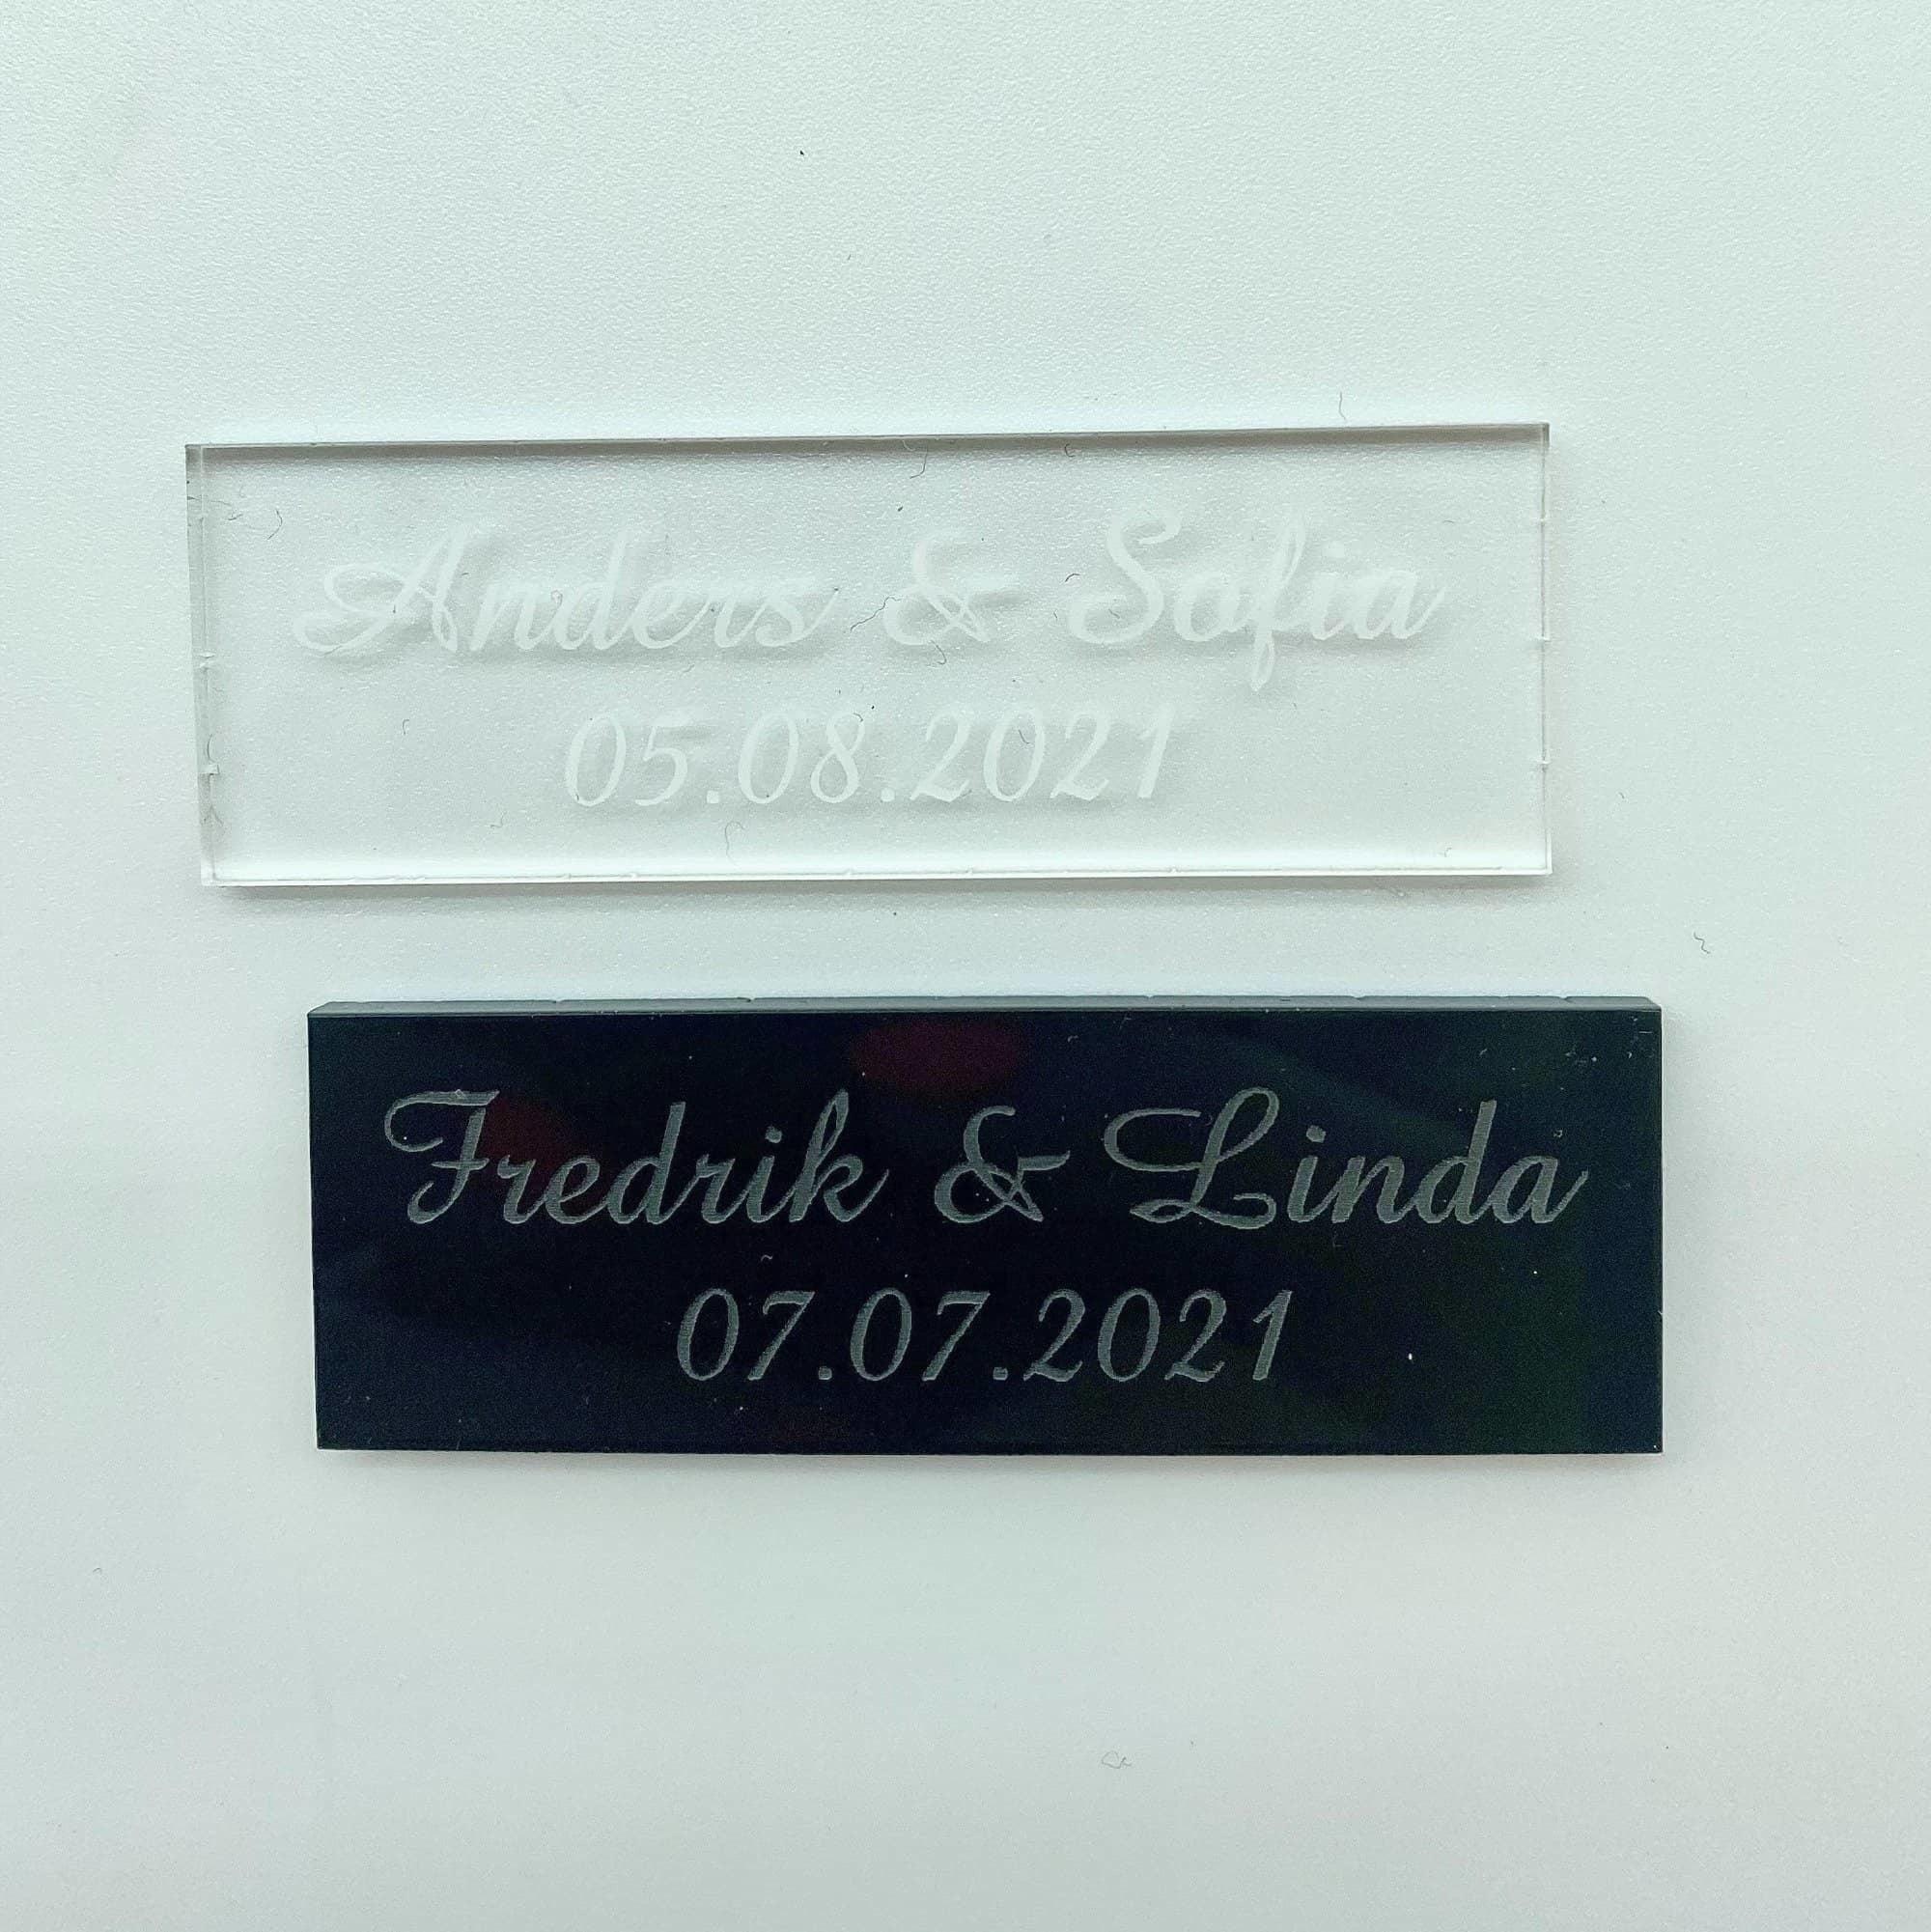 Anders & Sofia
05.08.2021
Fredrik & Linda
07.07.2021